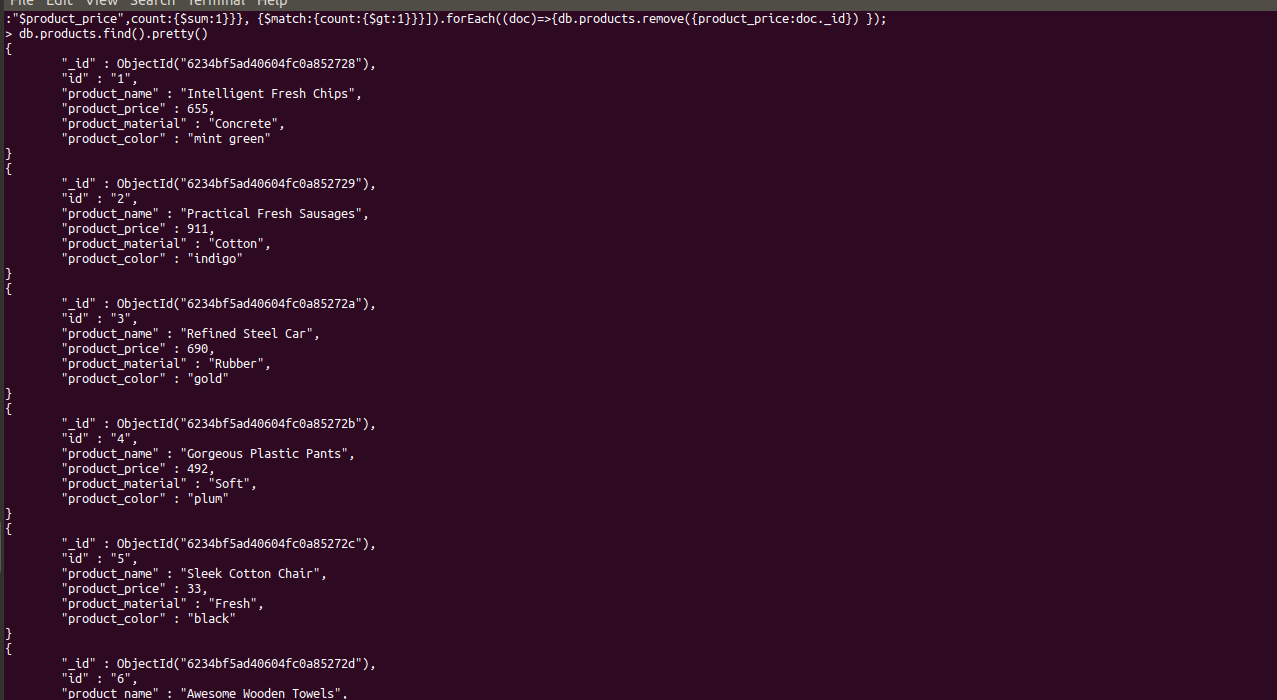 File Edit View Search Terminal Help
:"$product_price",count:{$sum:1}}}, {$match:{count:{$gt:1}}}]).forEach((doc)=>{db.products.remove({product_price:doc._id}) });
> db.products.find().pretty()
{
"_id" : ObjectId("6234bf5ad40604fc0a852728"),
"id" : "1",
"product_name" : "Intelligent Fresh Chips",
"product_price" : 655,
"product_material" : "Concrete",
"product_color" : "mint green"
}
{
"_id" : ObjectId("6234bf5ad40604fc0a852729"),
"id" : "2",
"product_name" : "Practical Fresh Sausages",
"product_price" : 911,
"product_material" : "Cotton",
"product_color" : "indigo"
}
{
"_id" : ObjectId("6234bf5ad40604fc0a85272a"),
"id" : "3",
"product_name" : "Refined Steel Car",
"product_price" : 690,
"product_material" : "Rubber",
"product_color" : "gold"
}
{
"_id" : ObjectId("6234bf5ad40604fc0a85272b"),
"id" : "4",
"product_name" : "Gorgeous Plastic Pants",
"product_price" : 492,
"product_material" : "Soft",
"product_color" : "plum"
}
{
"_id" : ObjectId("6234bf5ad40604fc0a85272c"),
"id" : "5",
"product_name" : "Sleek Cotton Chair",
"product_price" : 33,
"product_material" : "Fresh",
"product_color" : "black"
}
{
"_id" : ObjectId("6234bf5ad40604fc0a85272d"),
"id" : "6",
"product_name" : "Awesome Wooden Towels",